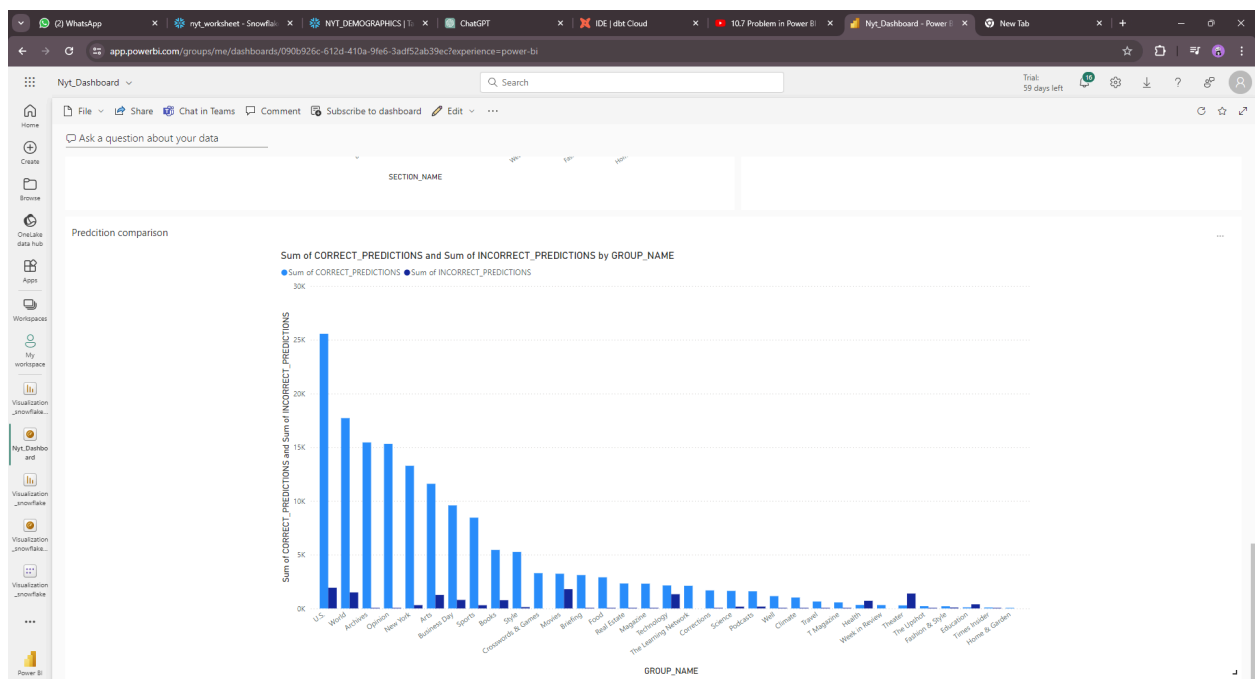 (2) WhatsApp
nyt_worksheet - Snowflak
NYT_DEMOGRAPHICS | Ta
ChatGPT
IDE | dbt Cloud
10.7 Problem in Power BI
Nyt_Dashboard - Power B
New Tab
app.powerbi.com/groups/me/dashboards/090b926c-612d-410a-9fe6-3adf52ab39ec?experience=power-bi
Nyt_Dashboard
Search
Trial:
59 days left
16
File
Share
Chat in Teams
Comment
Subscribe to dashboard
Edit
Ask a question about your data
Home
Create
Browse
OneLake
data hub
Apps
Workspaces
My
workspace
Visualization
_snowflake...
Nyt_Dashbo
ard
Visualization
_snowflake
Visualization
_snowflake...
Visualization
_snowflake
Power BI
SECTION_NAME
Predcition comparison
Sum of CORRECT_PREDICTIONS and Sum of INCORRECT_PREDICTIONS by GROUP_NAME
Sum of CORRECT_PREDICTIONS Sum of INCORRECT_PREDICTIONS
Sum of CORRECT_PREDICTIONS and Sum of INCORRECT_PREDICTIONS
30K
25K
20K
15K
10K
5K
0K
U.S.
World
Archives
Opinion
New York
Arts
Business Day
Sports
Books
Style
Crosswords & Games
Movies
Briefing
Food
Real Estate
Magazine
Technology
The Learning Network
Corrections
Science
Podcasts
Well
Climate
Travel
T Magazine
Health
Week in Review
Theater
The Upshot
Fashion & Style
Education
Times Insider
Home & Garden
GROUP_NAME